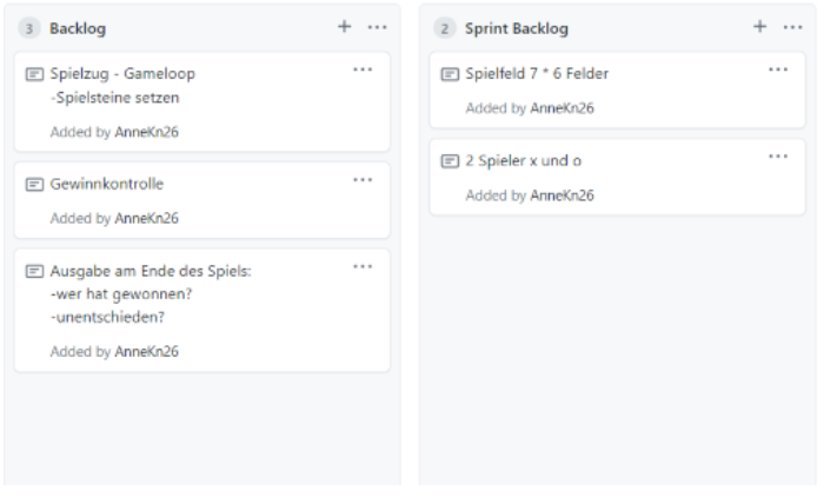 3 Backlog
Spielzug - Gameloop
-Spielsteine setzen
Added by AnneKn26
Gewinnkontrolle
Added by AnneKn26
Ausgabe am Ende des Spiels:
-wer hat gewonnen?
-unentschieden?
Added by AnneKn26
2 Sprint Backlog
Spielfeld 7 * 6 Felder
Added by AnneKn26
2 Spieler x und o
Added by AnneKn26